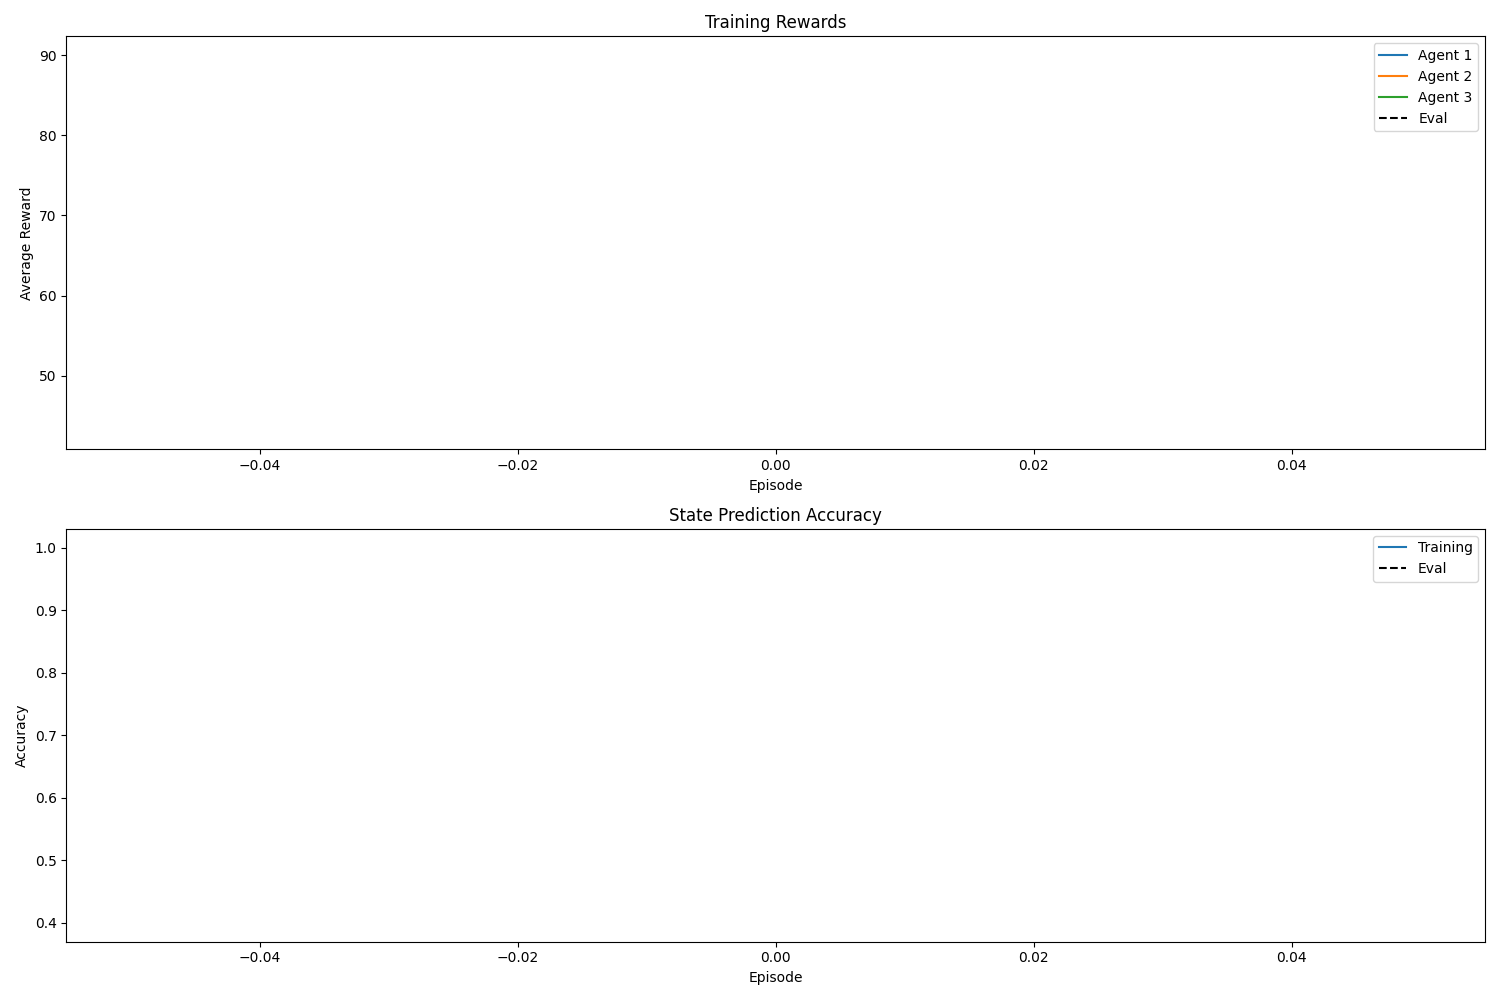 Training Rewards
Average Reward
90
80
70
60
50
Agent 1
Agent 2
Agent 3
Eval
−0.04
−0.02
0.00
0.02
0.04
Episode
State Prediction Accuracy
Accuracy
1.0
0.9
0.8
0.7
0.6
0.5
0.4
Training
Eval
−0.04
−0.02
0.00
0.02
0.04
Episode